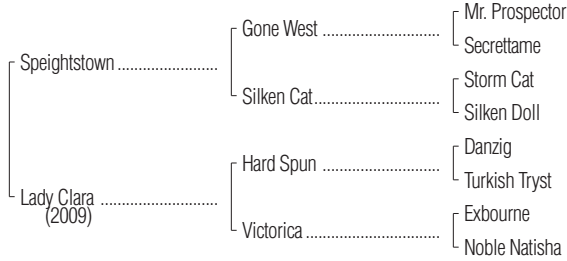 Mr. Prospector
Gone West ..............................
Secrettame
Speightstown ........................
Storm Cat
Silken Cat................................
Silken Doll
Danzig
Hard Spun ..............................
Turkish Tryst
Lady Clara ............................
(2009)
Exbourne
Victorica ..................................
Noble Natisha